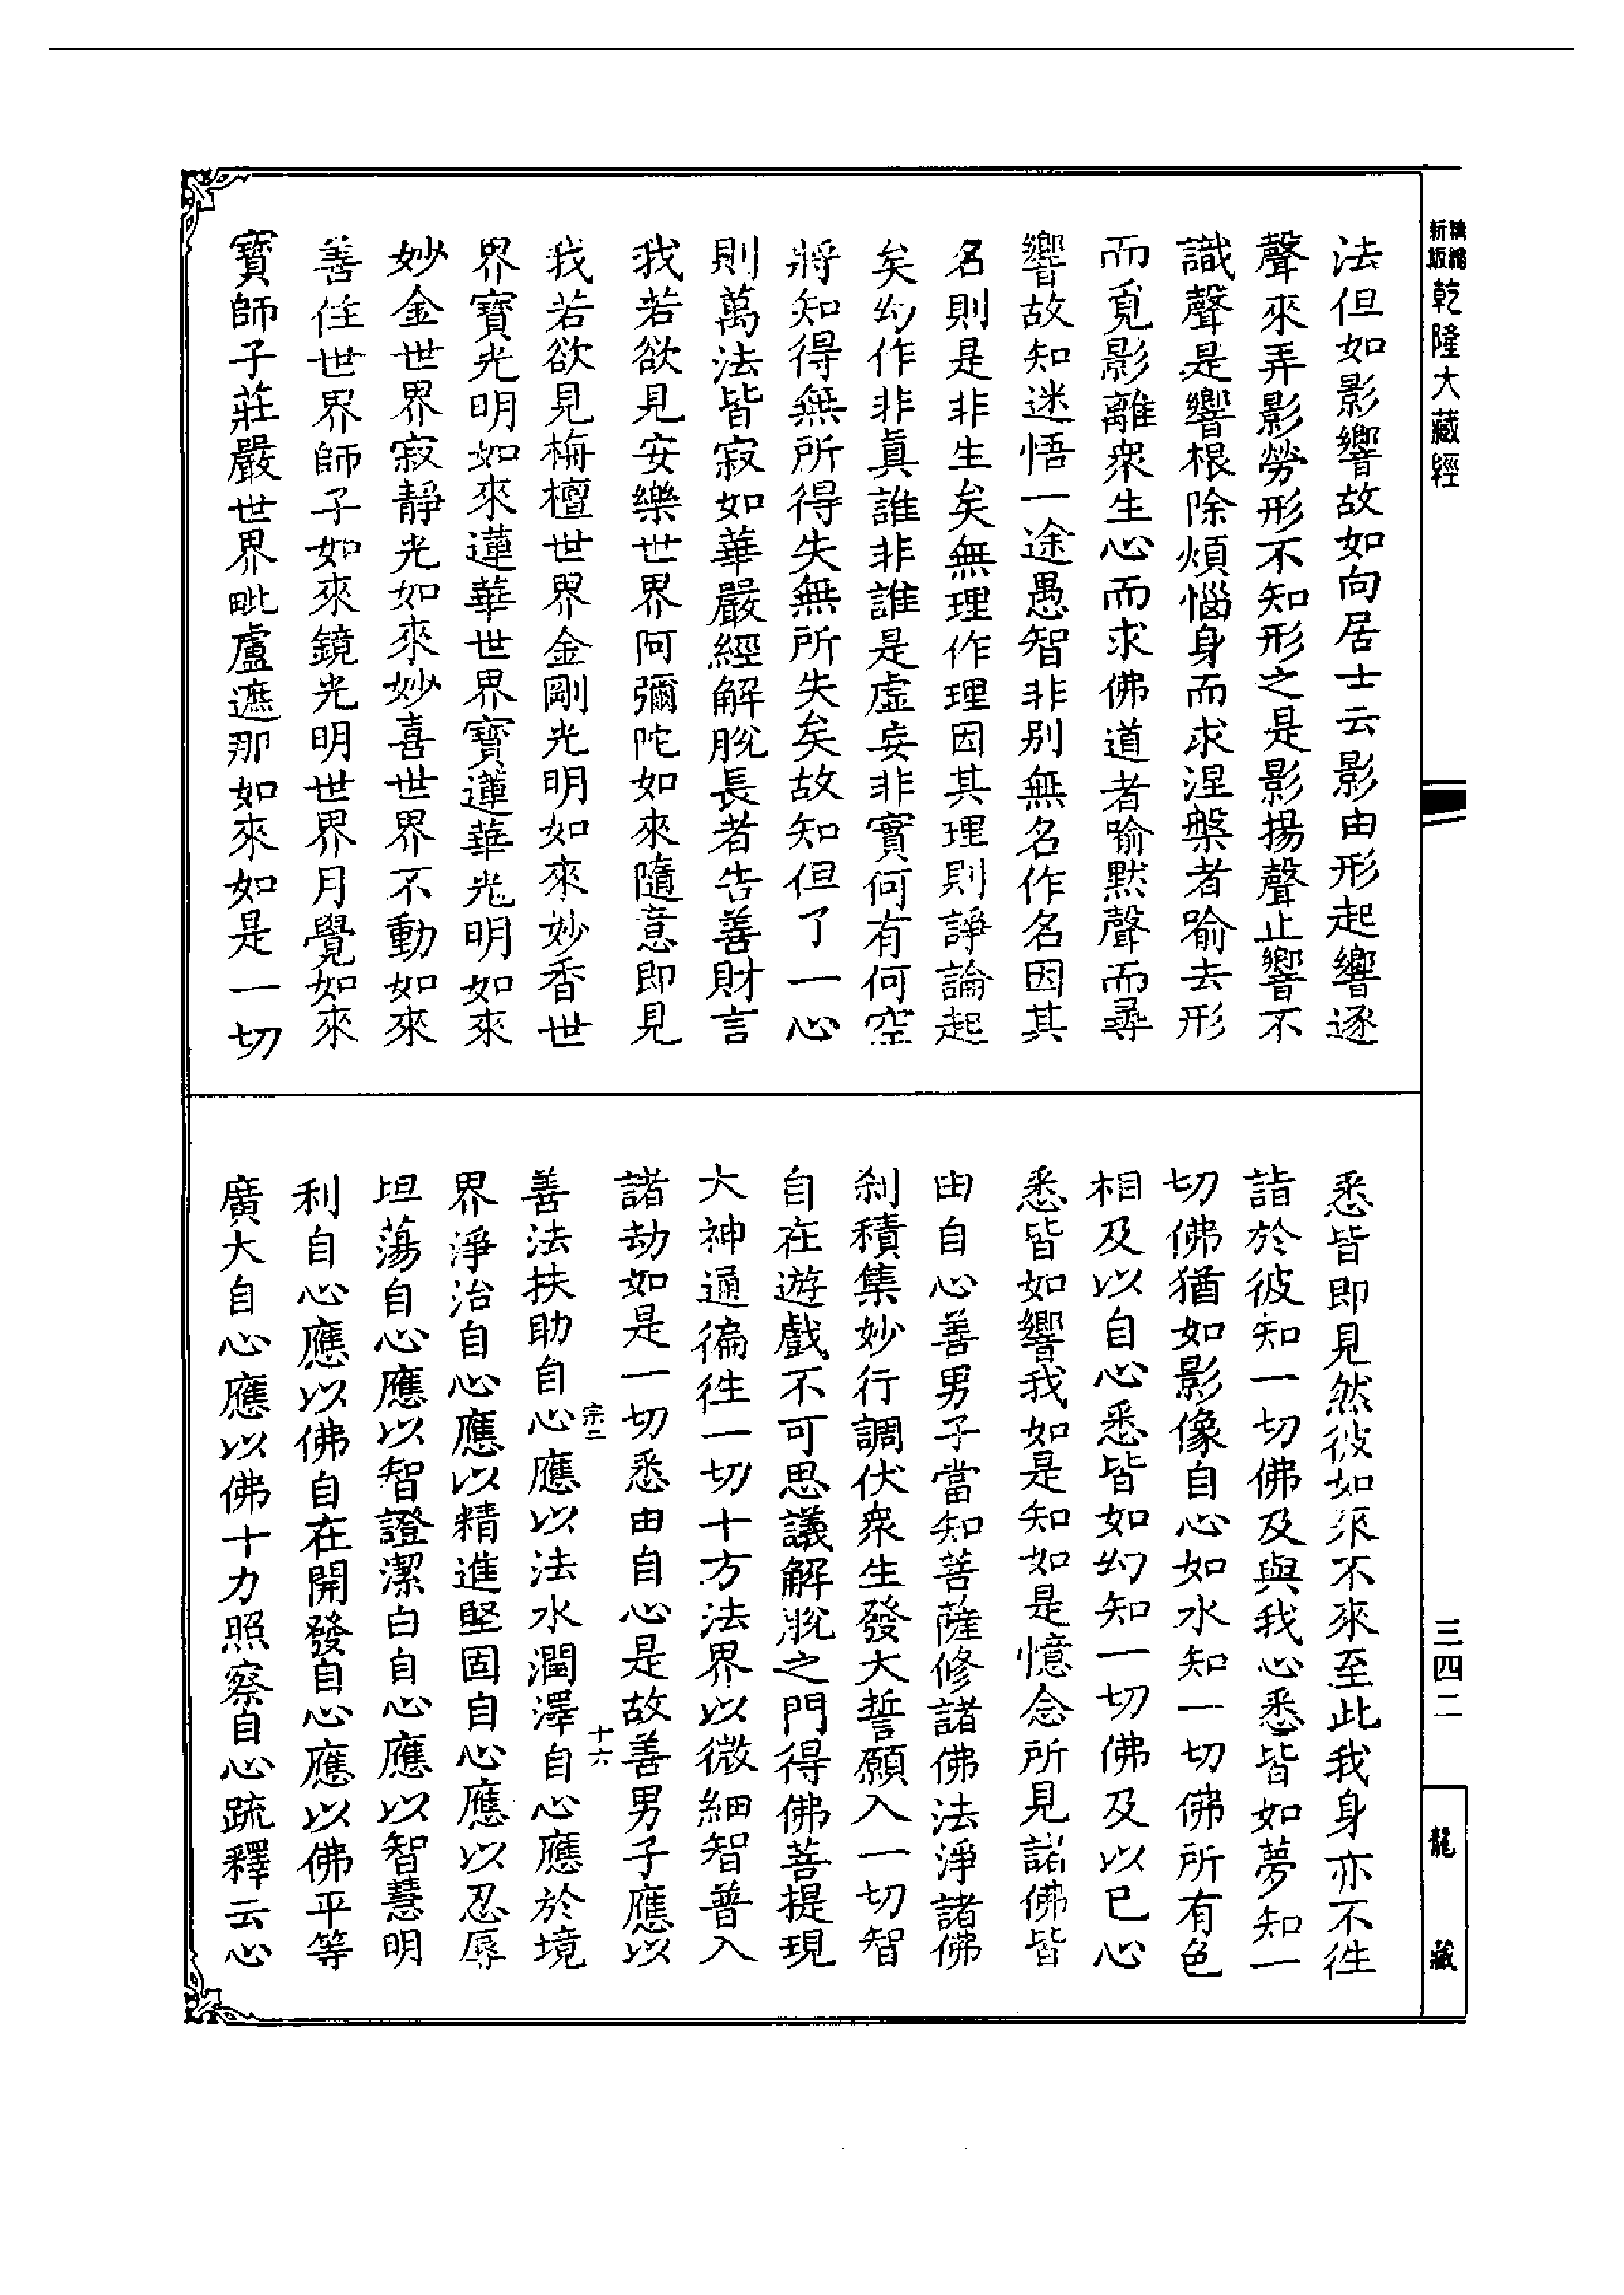 新版精編乾隆大藏經
法但如影響故如向居士云影由形起響逐
聲來弄影勞形不知形之是影揚聲止響不
識聲是響根除煩惱身而求涅槃者喻去形
而覓影離衆生心而求佛道者喻默聲而尋
響故知迷悟一途愚智非别無名作名因其
名則是非生矣無理作理因其理則諍論起
矣幻作非眞誰非誰是虛妄非實何有何空
將知得無所得失無所失矣故知但了一心
則萬法皆寂如華嚴經解脫長者告善財言
我若欲見安樂世界阿彌陀如來隨意即見
我若欲見栴檀世界金剛光明如來妙香世
界寶光明如來蓮華世界寶蓮華光明如來
妙金世界寂靜光如來妙喜世界不動如來
善住世界師子如來鏡光明世界月覺如來
寶師子莊嚴世界毗盧遮那如來如是一切
悉皆即見然彼如來不來至此我身亦不往
詣於彼知一切佛及與我心悉皆如夢知一
切佛猶如影像自心如水知一切佛所有色
相及以自心悉皆如幻知一切佛及以已心
悉皆如響我如是知如是憶念所見諸佛皆
由自心善男子當知菩薩修諸佛法淨諸佛
刹積集妙行調伏衆生發大誓願入一切智
自在遊戲不可思議解脫之門得佛菩提現
大神通徧往一切十方法界以微細智普入
諸劫如是一切悉由自心是故善男子應以
宗二 十六
善法扶助自心應以法水潤澤自心應於境
界淨治自心應以精進堅固自心應以忍辱
坦蕩自心應以智證潔白自心應以智慧明
利自心應以佛自在開發自心應以佛平等
廣大自心應以佛十力照察自心疏釋云心
三四二
龍藏